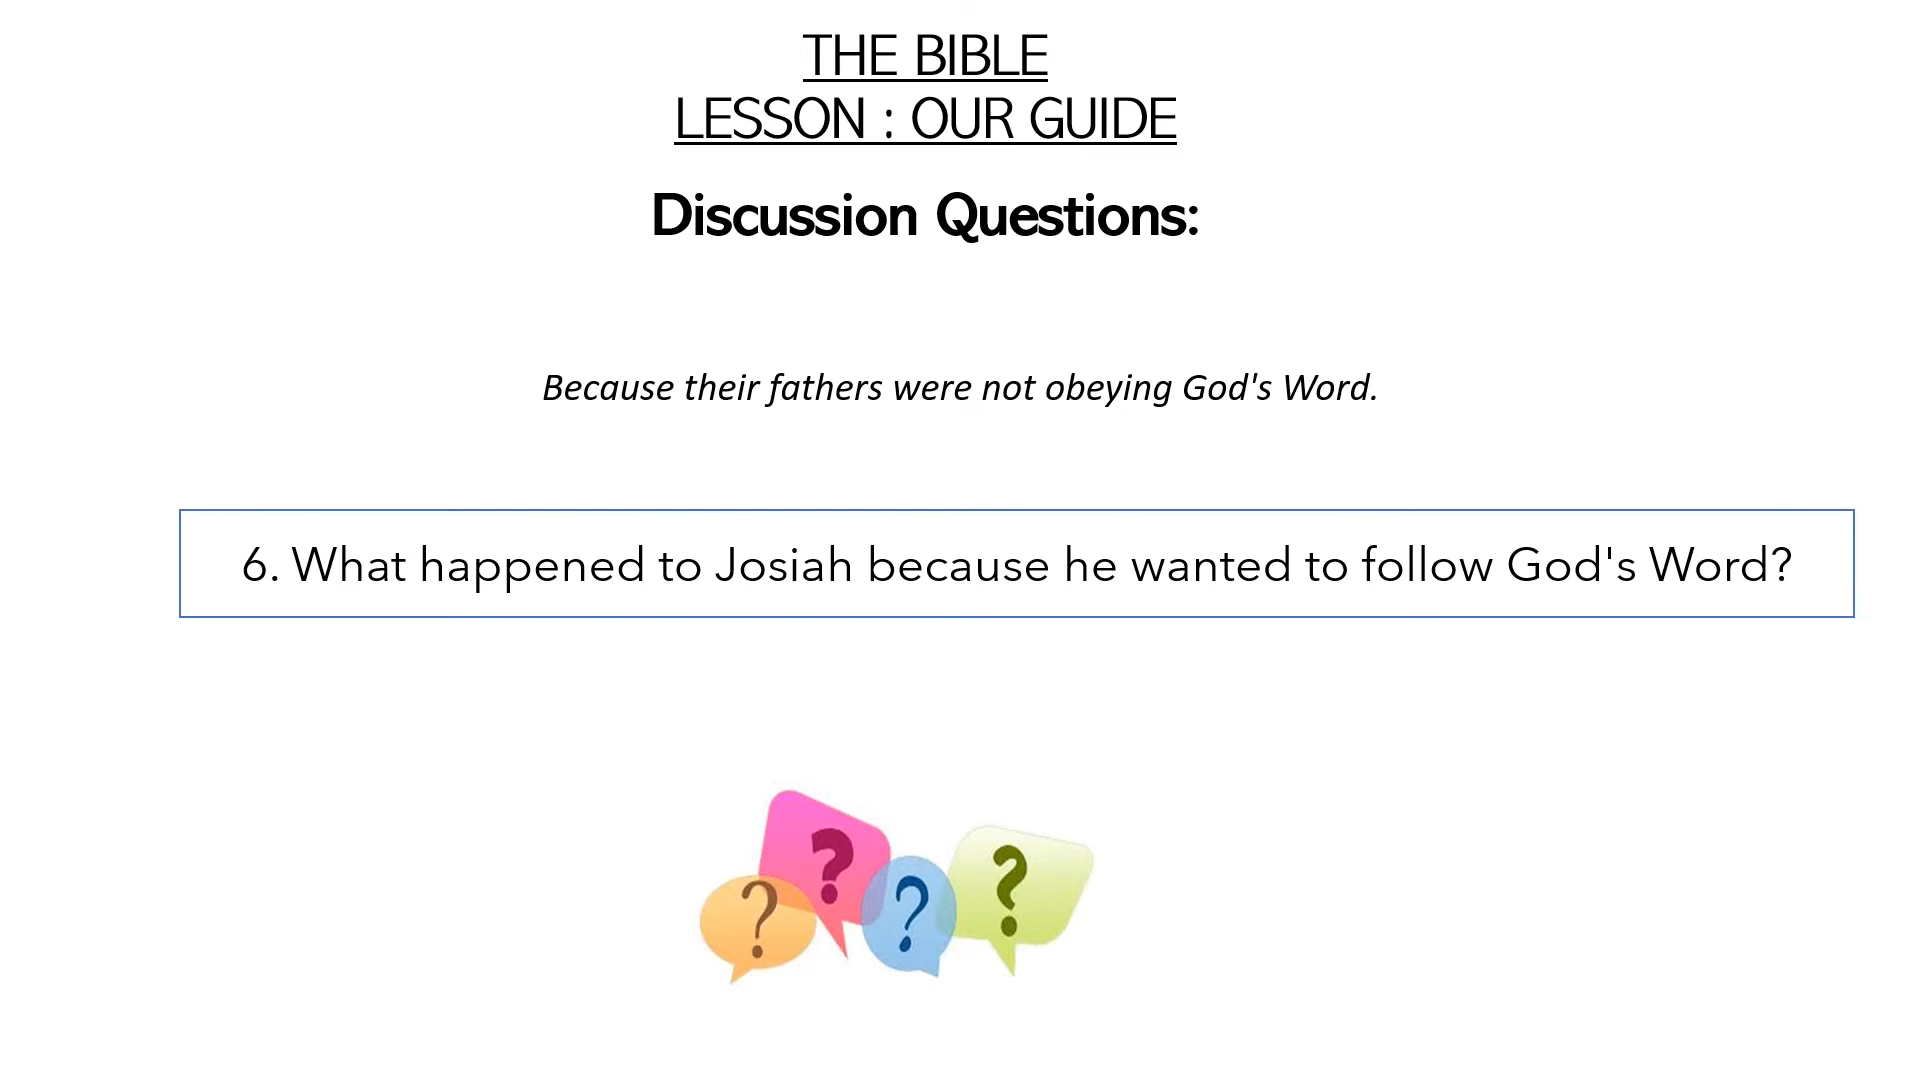 THE BIBLE
LESSON : OUR GUIDE
Discussion Questions:
Because their fathers were not obeying God's Word.
6. What happened to Josiah because he wanted to follow God's Word?
?
?
?
?